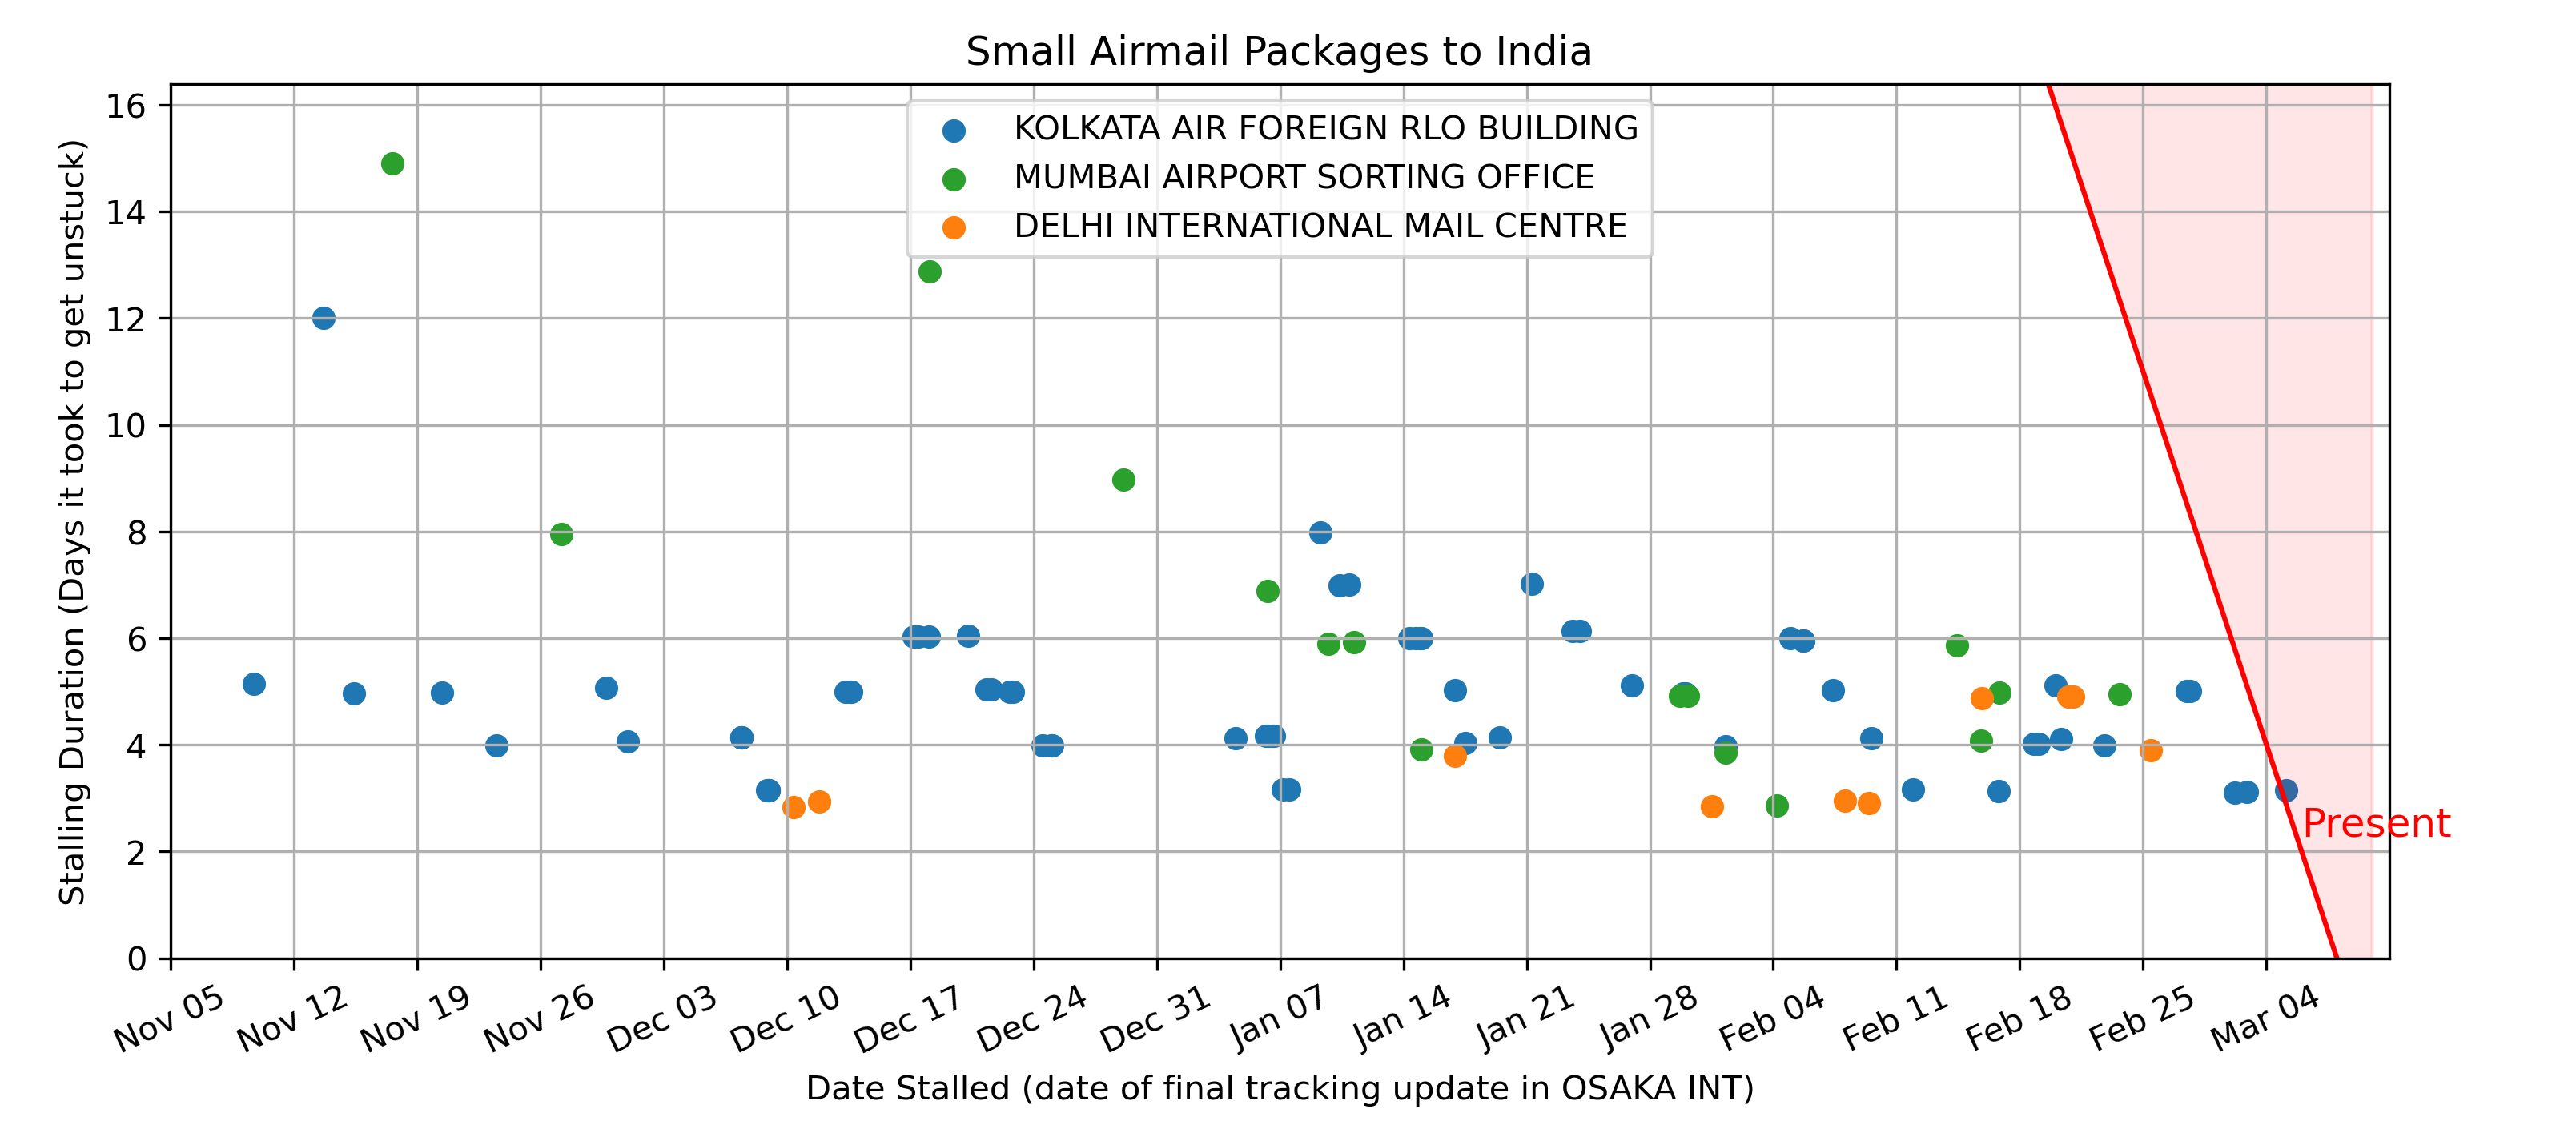 Small Airmail Packages to India
KOLKATA AIR FOREIGN RLO BUILDING
MUMBAI AIRPORT SORTING OFFICE
DELHI INTERNATIONAL MAIL CENTRE
Stalling Duration (Days it took to get unstuck)
16
14
12
10
8
6
4
2
0
Present
Nov 05
Nov 12
Nov 19
Nov 26
Dec 03
Dec 10
Dec 17
Dec 24
Dec 31
Jan 07
Jan 14
Jan 21
Jan 28
Feb 04
Feb 11
Feb 18
Feb 25
Mar 04
Date Stalled (date of final tracking update in OSAKA INT)